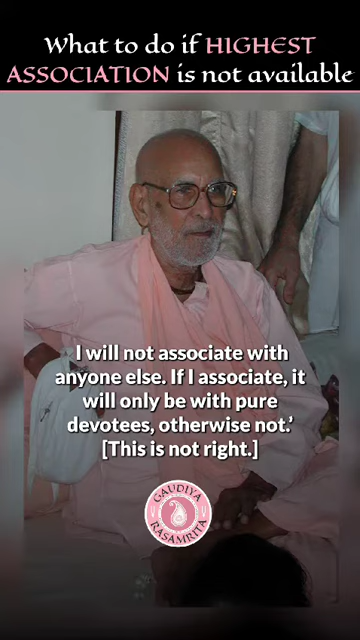 What to do if HIGHEST
ASSOCIATION is not available
I will not associate with
anyone else. If I associate, it
will only be with pure
devotees, otherwise not.’
[This is not right.]
GAUDIYA
RASAMRITA